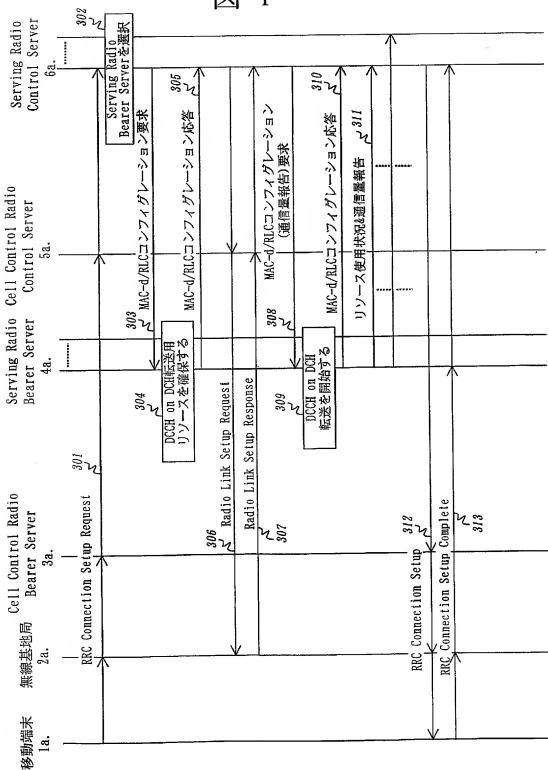 図 4
移動端末
1a.
無線基地局
2a.
Cell Control Radio
Bearer Server
3a.
Serving Radio
Bearer Server
4a.
Cell Control Radio
Control Server
5a.
Serving Radio
Control Server
6a.
RRC Connection Setup Request
301
302
Serving Radio
Bearer Serverを選択
303
MAC-d/RLCコンフィグレーション要求
304
DCCH on DCH転送用
リソースを確保する
MAC-d/RLCコンフィグレーション応答
305
306
Radio Link Setup Request
Radio Link Setup Response
307
308
MAC-d/RLCコンフィグレーション
(通信量報告)要求
309
DCCH on DCH
転送を開始する
MAC-d/RLCコンフィグレーション応答
310
リソース使用状況&通信量報告
311
RRC Connection Setup
312
RRC Connection Setup Complete
313